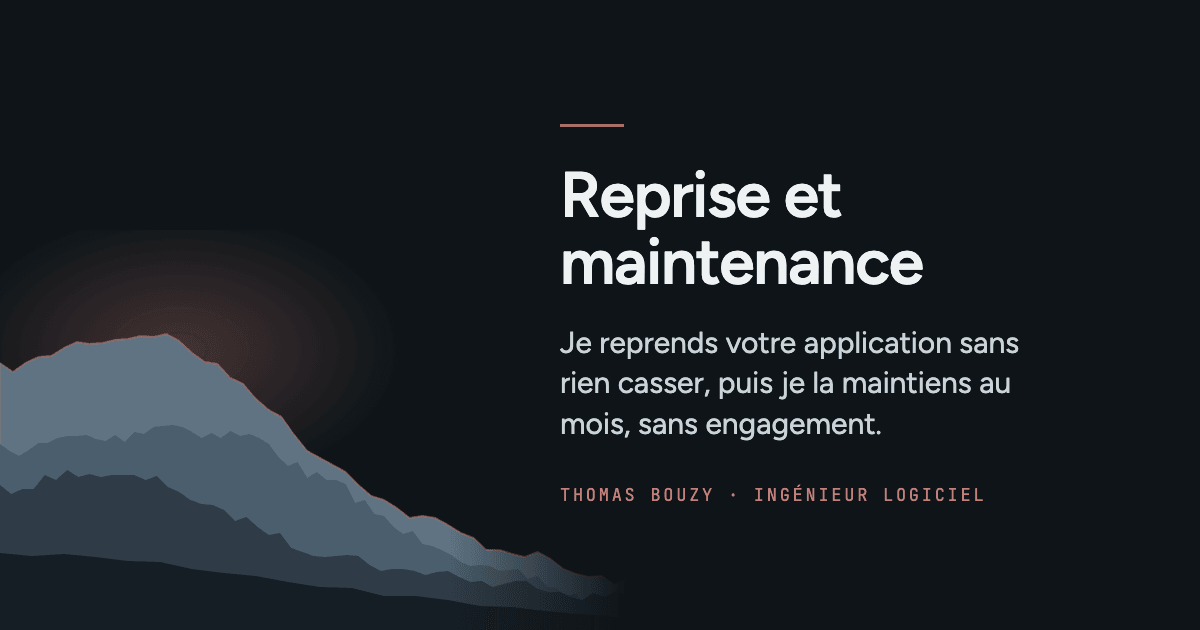 Reprise et
maintenance
Je reprends votre application sans
rien casser, puis je la maintiens au
mois, sans engagement.
THOMAS BOUZY · INGÉNIEUR LOGICIEL